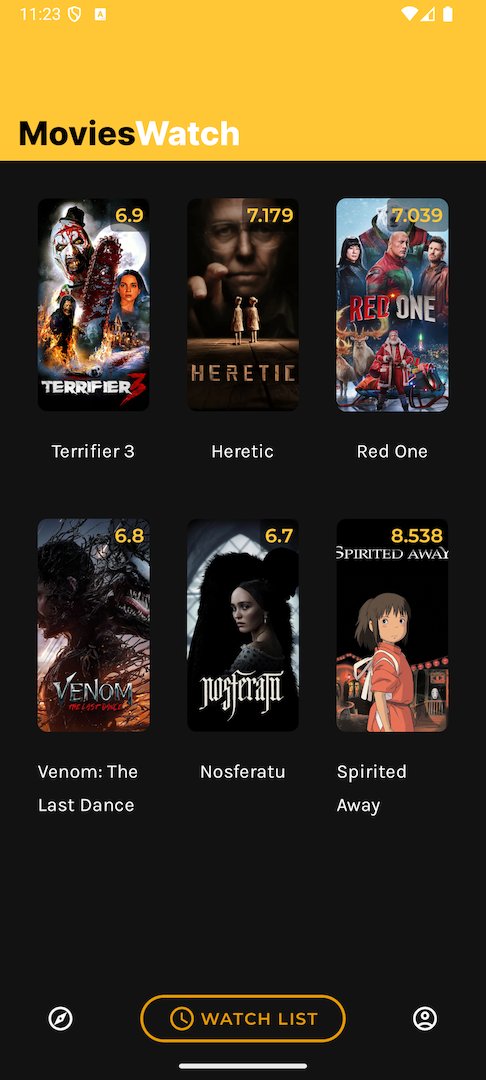 11:23 A
MoviesWatch
6.9 7.179 7.039
TERRIFIER 3 HERETIC RED ONE
Terrifier 3 Heretic Red One
6.8 6.7 8.538
SPIRITED AWAY
VENOM nosferatu
THE LAST DANCE
Venom: The Nosferatu Spirited
Last Dance Away
WATCH LIST